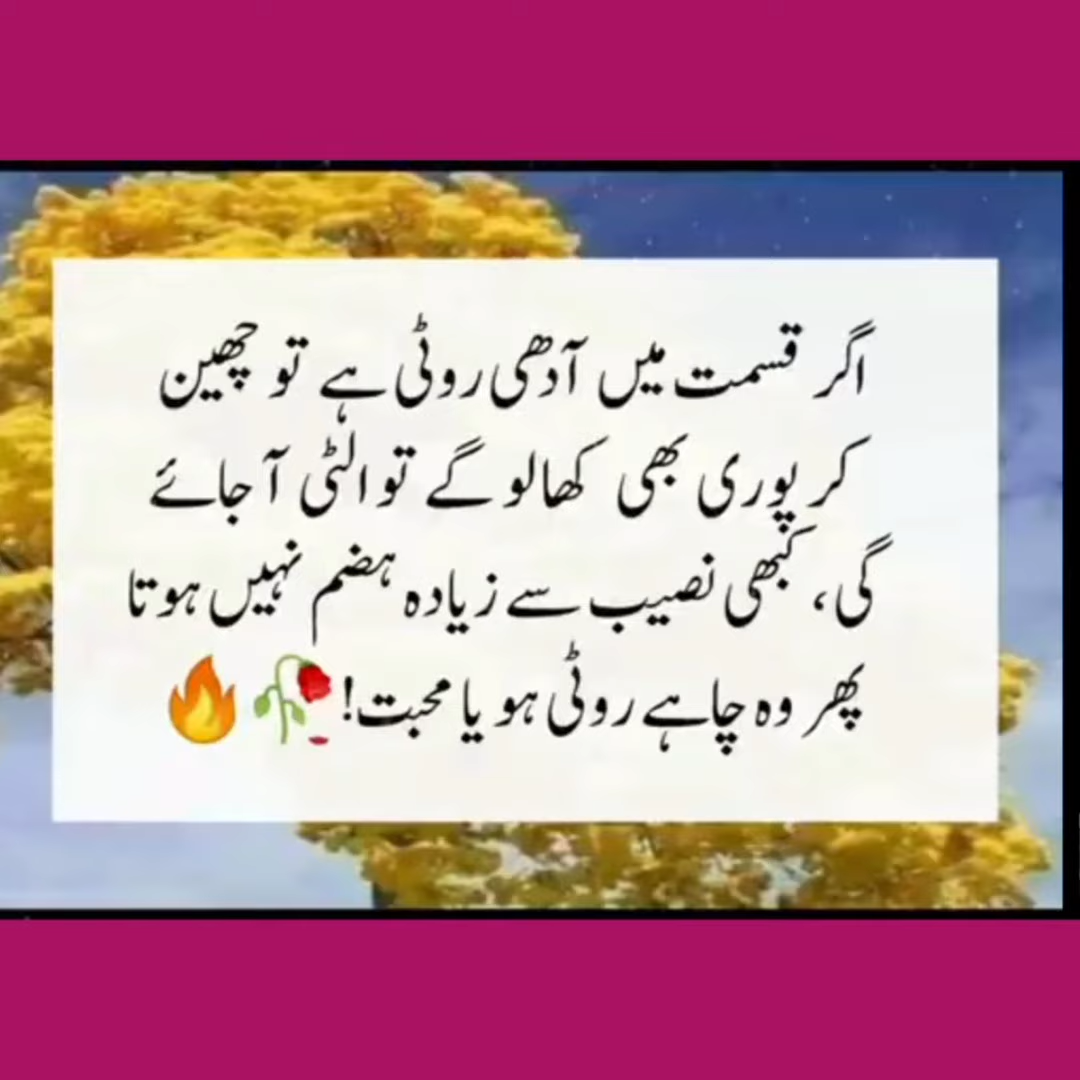 اگر قسمت میں آدھی روٹی ہے تو چھین
کر پوری بھی کھالو گے تو الٹی آ جائے
گی، کبھی نصیب سے زیادہ ہضم نہیں ہوتا
پھر وہ چاہے روٹی ہو یا محبت!🥀🔥